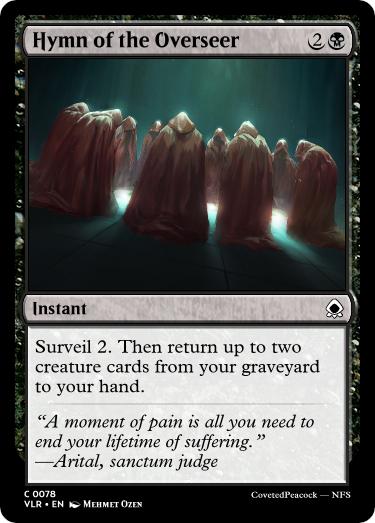 Hymn of the Overseer 2
Instant
Surveil 2. Then return up to two
creature cards from your graveyard
to your hand.
“A moment of pain is all you need to
end your lifetime of suffering.”
—Arital, sanctum judge
C 0078
VLR • EN Mehmet Ozen
CovetedPeacock — NFS